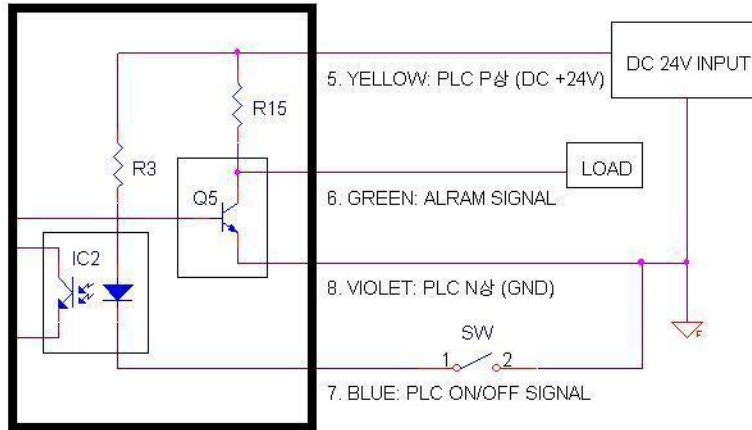 DC 24V INPUT
5. YELLOW: PLC P상 (DC +24V)
R15
R3
LOAD
Q5
6. GREEN: ALRAM SIGNAL
IC2
8. VIOLET: PLC N상 (GND)
F
SW
1 2
7. BLUE: PLC ON/OFF SIGNAL